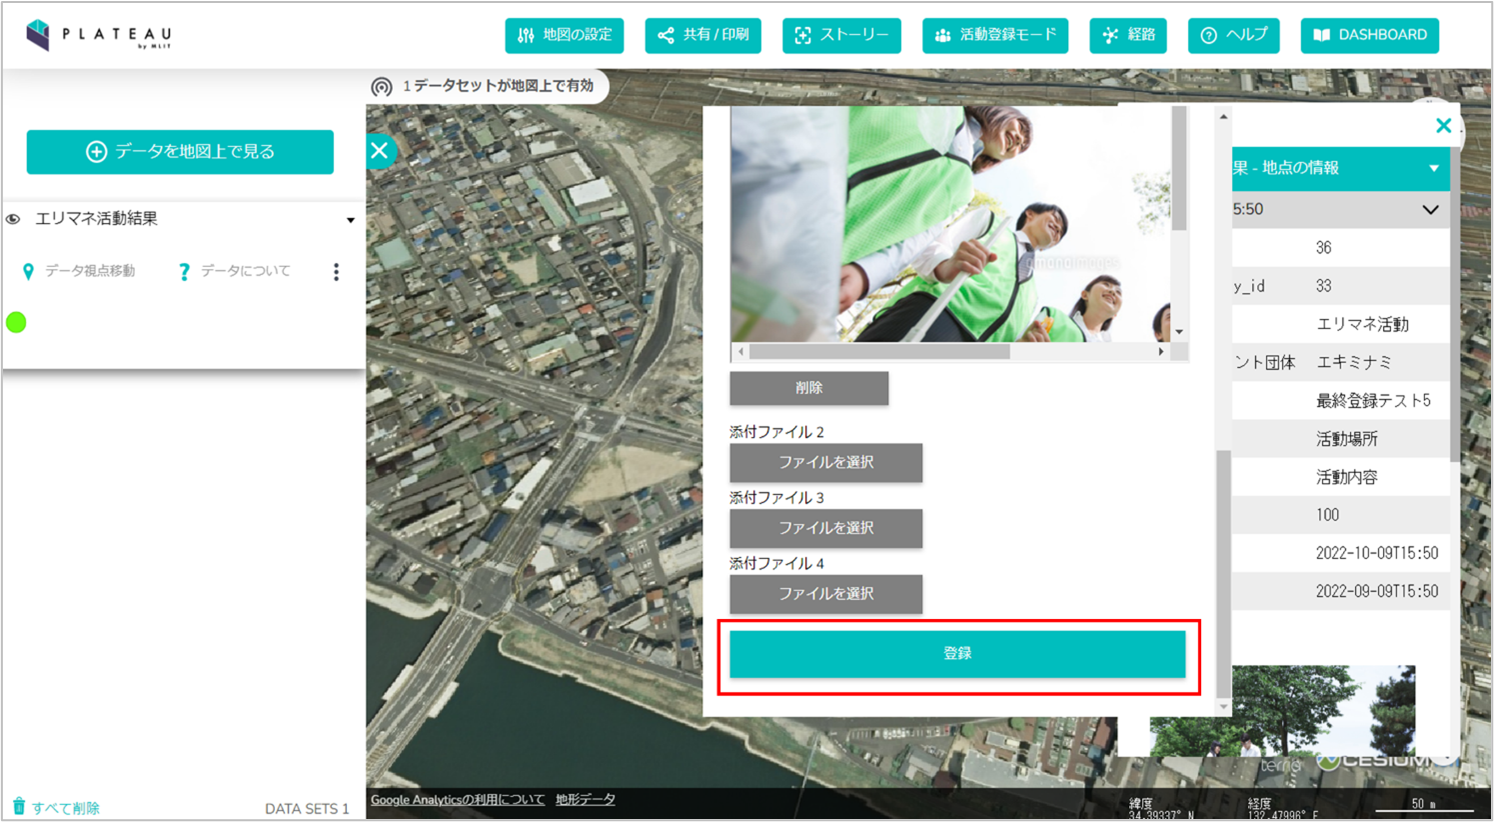 PLATEAU
by MLIT
地図の設定
共有 / 印刷
ストーリー
活動登録モード
経路
ヘルプ
DASHBOARD
1 データセットが地図上で有効
データを地図上で見る
エリマネ活動結果
データ視点移動
データについて
果 - 地点の情報
5:50
36
y_id 33
エリマネ活動
ント団体 エキミナミ
最終登録テスト5
活動場所
活動内容
100
2022-10-09T15:50
2022-09-09T15:50
amanaimages
削除
添付ファイル 2
ファイルを選択
添付ファイル 3
ファイルを選択
添付ファイル 4
ファイルを選択
登録
terria
CESIUM
すべて削除
DATA SETS 1
Google Analyticsの利用について
地形データ
緯度
34.39337° N
経度
132.47996° E
50 m